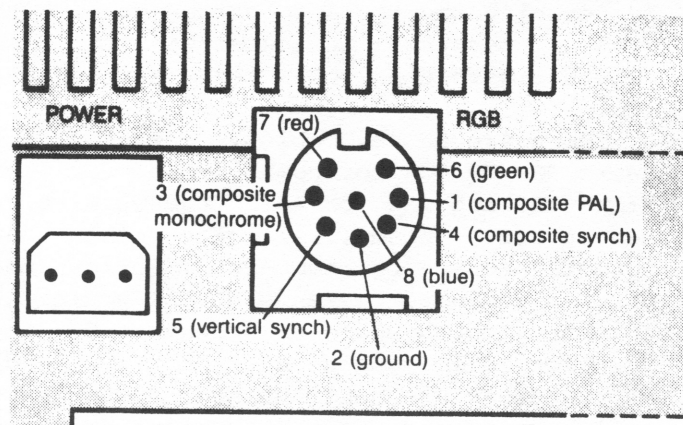 POWER
RGB
7 (red)
6 (green)
3 (composite
monochrome)
1 (composite PAL)
4 (composite synch)
8 (blue)
5 (vertical synch)
2 (ground)